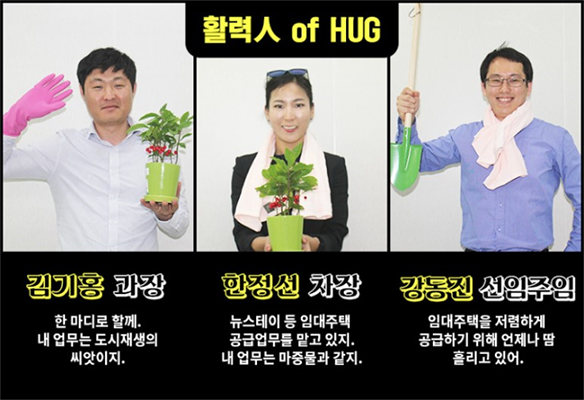 활력人 of HUG
김기홍 과장
한 마디로 할께.
내 업무는 도시재생의
씨앗이지.
한정선 차장
뉴스테이 등 임대주택
공급업무를 맡고 있지.
내 업무는 마중물과 같지.
강동진 선임주임
임대주택을 저렴하게
공급하기 위해 언제나 땀
흘리고 있어.